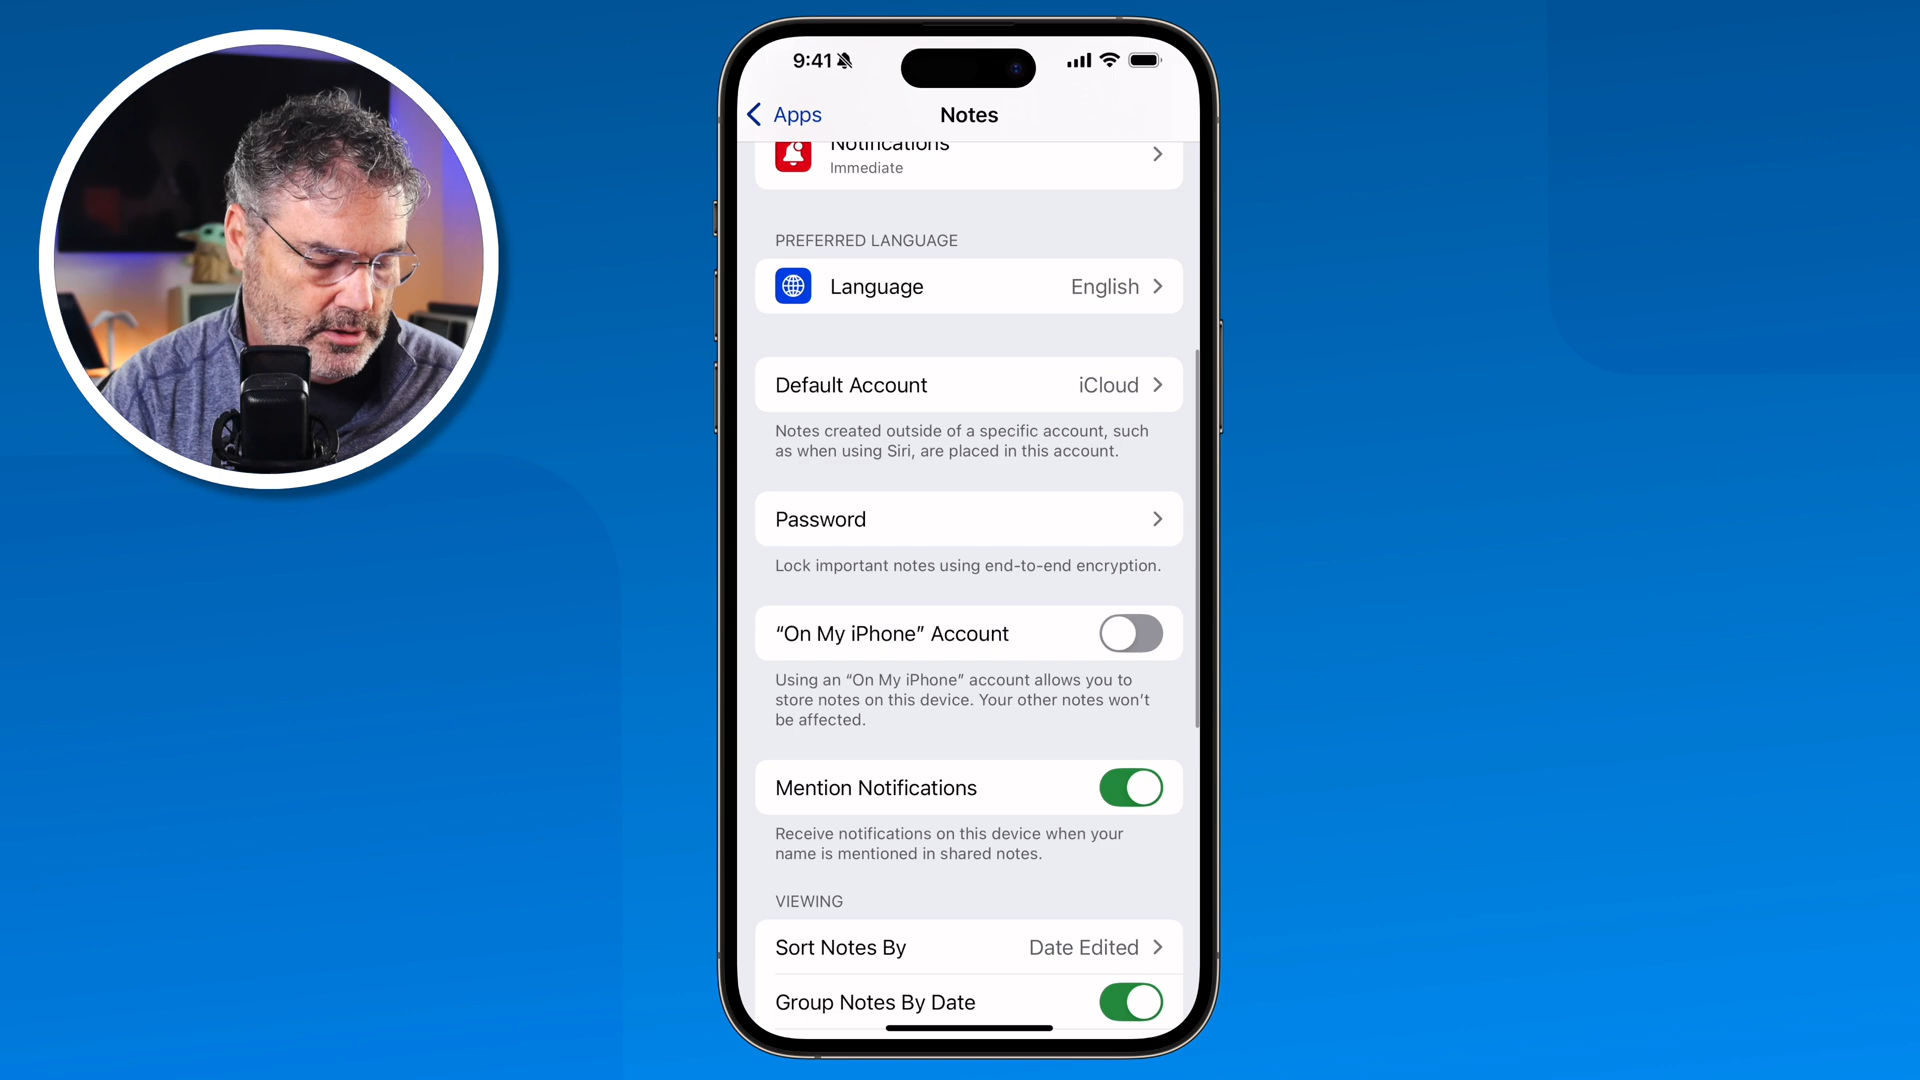 9:41
Apps
Notes
Notifications
Immediate
PREFERRED LANGUAGE
Language
English
Default Account
iCloud
Notes created outside of a specific account, such
as when using Siri, are placed in this account.
Password
Lock important notes using end-to-end encryption.
“On My iPhone” Account
Using an “On My iPhone” account allows you to
store notes on this device. Your other notes won’t
be affected.
Mention Notifications
Receive notifications on this device when your
name is mentioned in shared notes.
VIEWING
Sort Notes By
Date Edited
Group Notes By Date